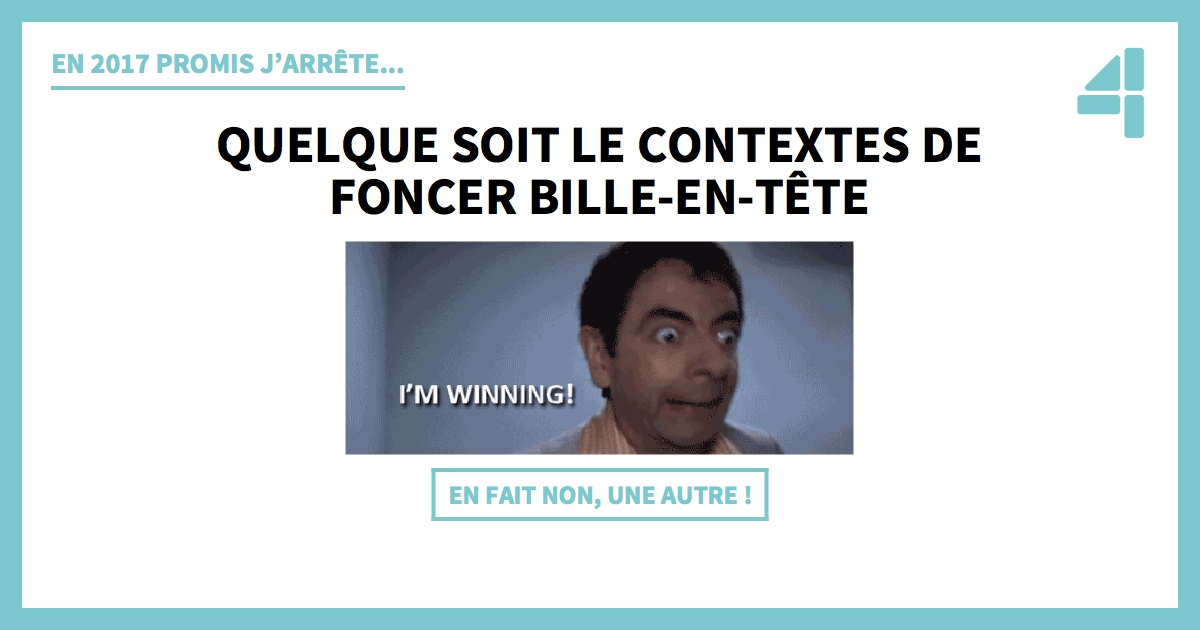 EN 2017 PROMIS J’ARRÊTE...
4
QUELQUE SOIT LE CONTEXTES DE
FONCER BILLE-EN-TÊTE
I’M WINNING!
EN FAIT NON, UNE AUTRE !